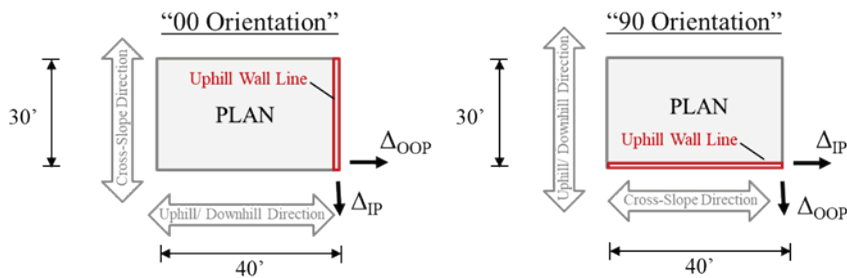 “00 Orientation”
Cross-Slope Direction
30’
Uphill Wall Line
PLAN
ΔOOP
ΔIP
Uphill/ Downhill Direction
40’
“90 Orientation”
Uphill/ Downhill Direction
30’
PLAN
Uphill Wall Line
ΔIP
Cross-Slope Direction
ΔOOP
40’